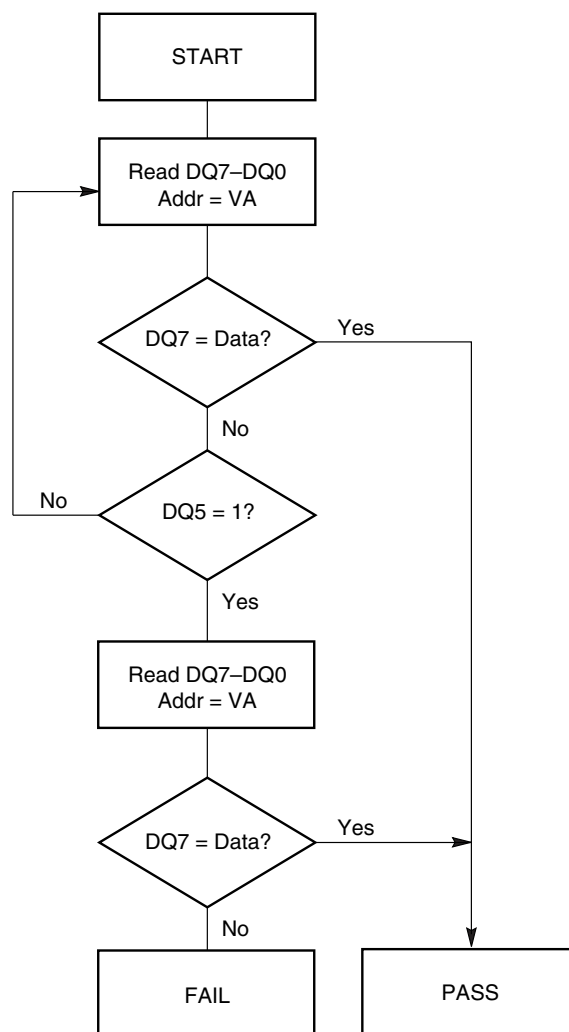 START
Read DQ7–DQ0
Addr = VA
DQ7 = Data?
Yes
No
No
DQ5 = 1?
Yes
Read DQ7–DQ0
Addr = VA
DQ7 = Data?
Yes
No
FAIL
PASS